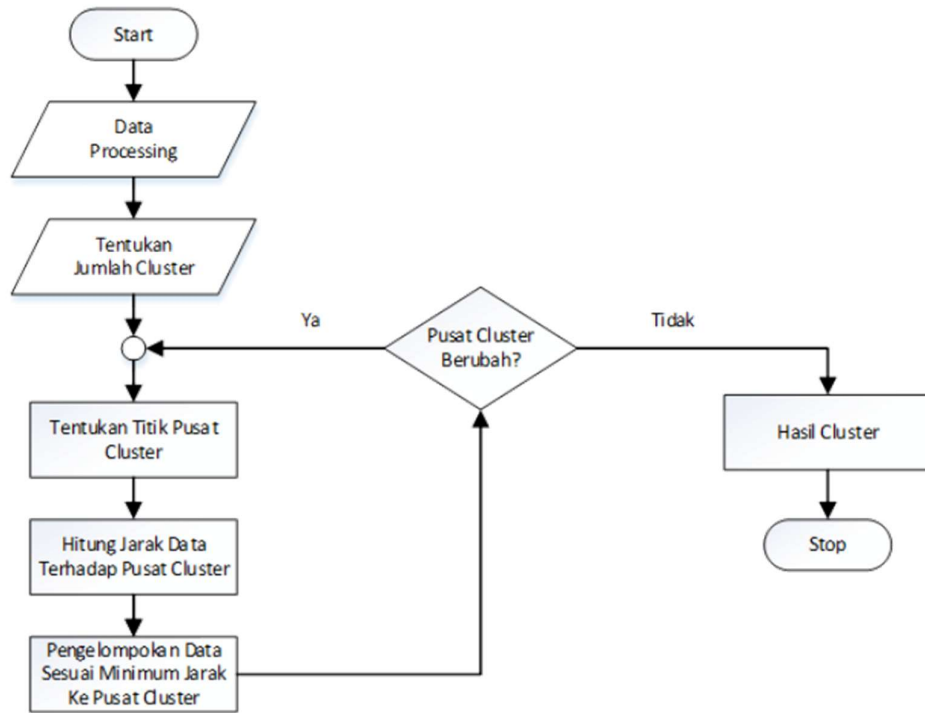 Start
Data
Processing
Tentukan
Jumlah Cluster
Ya
Pusat Cluster
Berubah?
Tidak
Tentukan Titik Pusat
Cluster
Hasil Cluster
Hitung Jarak Data
Terhadap Pusat Cluster
Stop
Pengelompokan Data
Sesuai Minimum Jarak
Ke Pusat Cluster